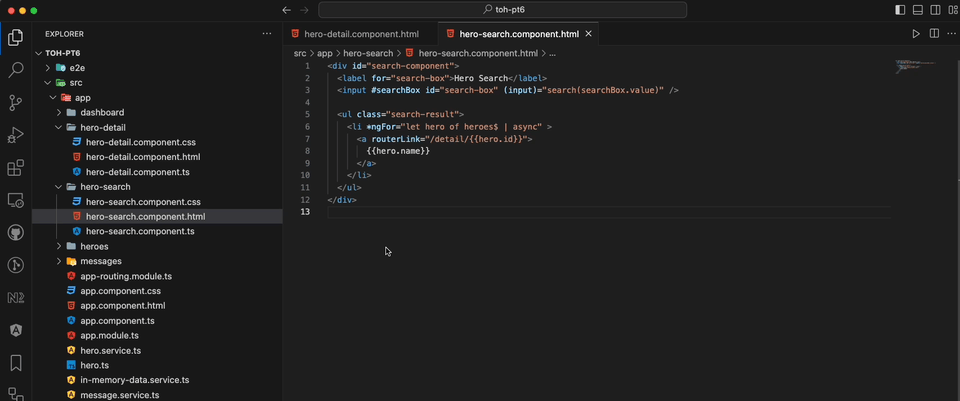 toh-pt6
EXPLORER
TOH-PT6
e2e
src
app
dashboard
hero-detail
hero-detail.component.css
hero-detail.component.html
hero-detail.component.ts
hero-search
hero-search.component.css
hero-search.component.html
hero-search.component.ts
heroes
messages
app-routing.module.ts
app.component.css
app.component.html
app.component.ts
app.module.ts
hero.service.ts
hero.ts
in-memory-data.service.ts
message.service.ts
hero-detail.component.html
hero-search.component.html
src > app > hero-search > hero-search.component.html > ...
1 <div id="search-component">
2 <label for="search-box">Hero Search</label>
3 <input #searchBox id="search-box" (input)="search(searchBox.value)" />
4
5 <ul class="search-result">
6 <li *ngFor="let hero of heroes$ | async" >
7 <a routerLink="/detail/{{hero.id}}">
8 {{hero.name}}
9 </a>
10 </li>
11 </ul>
12 </div>
13